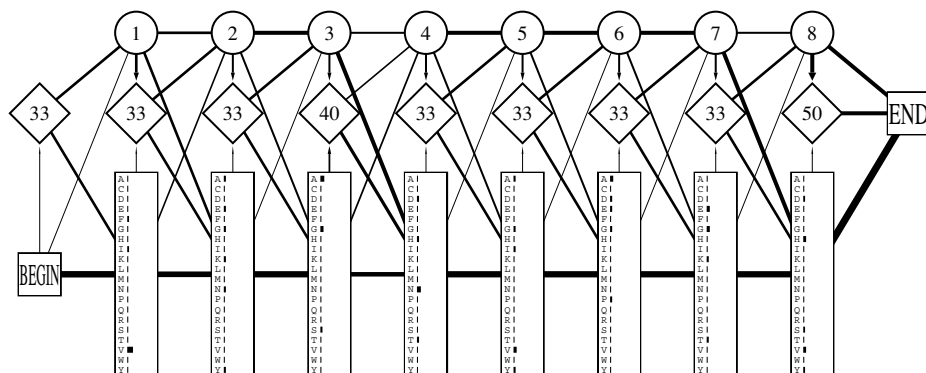 1 2 3 4 5 6 7 8
33 33 33 40 33 33 33 33 50 END
BEGIN
A A A A A A A A
C C C C C C C C
D D D D D D D D
E E E E E E E E
F F F F F F F F
G G G G G G G G
H H H H H H H H
I I I I I I I I
K K K K K K K K
L L L L L L L L
M M M M M M M M
N N N N N N N N
P P P P P P P P
Q Q Q Q Q Q Q Q
R R R R R R R R
S S S S S S S S
T T T T T T T T
V V V V V V V V
W W W W W W W W
Y Y Y Y Y Y Y Y